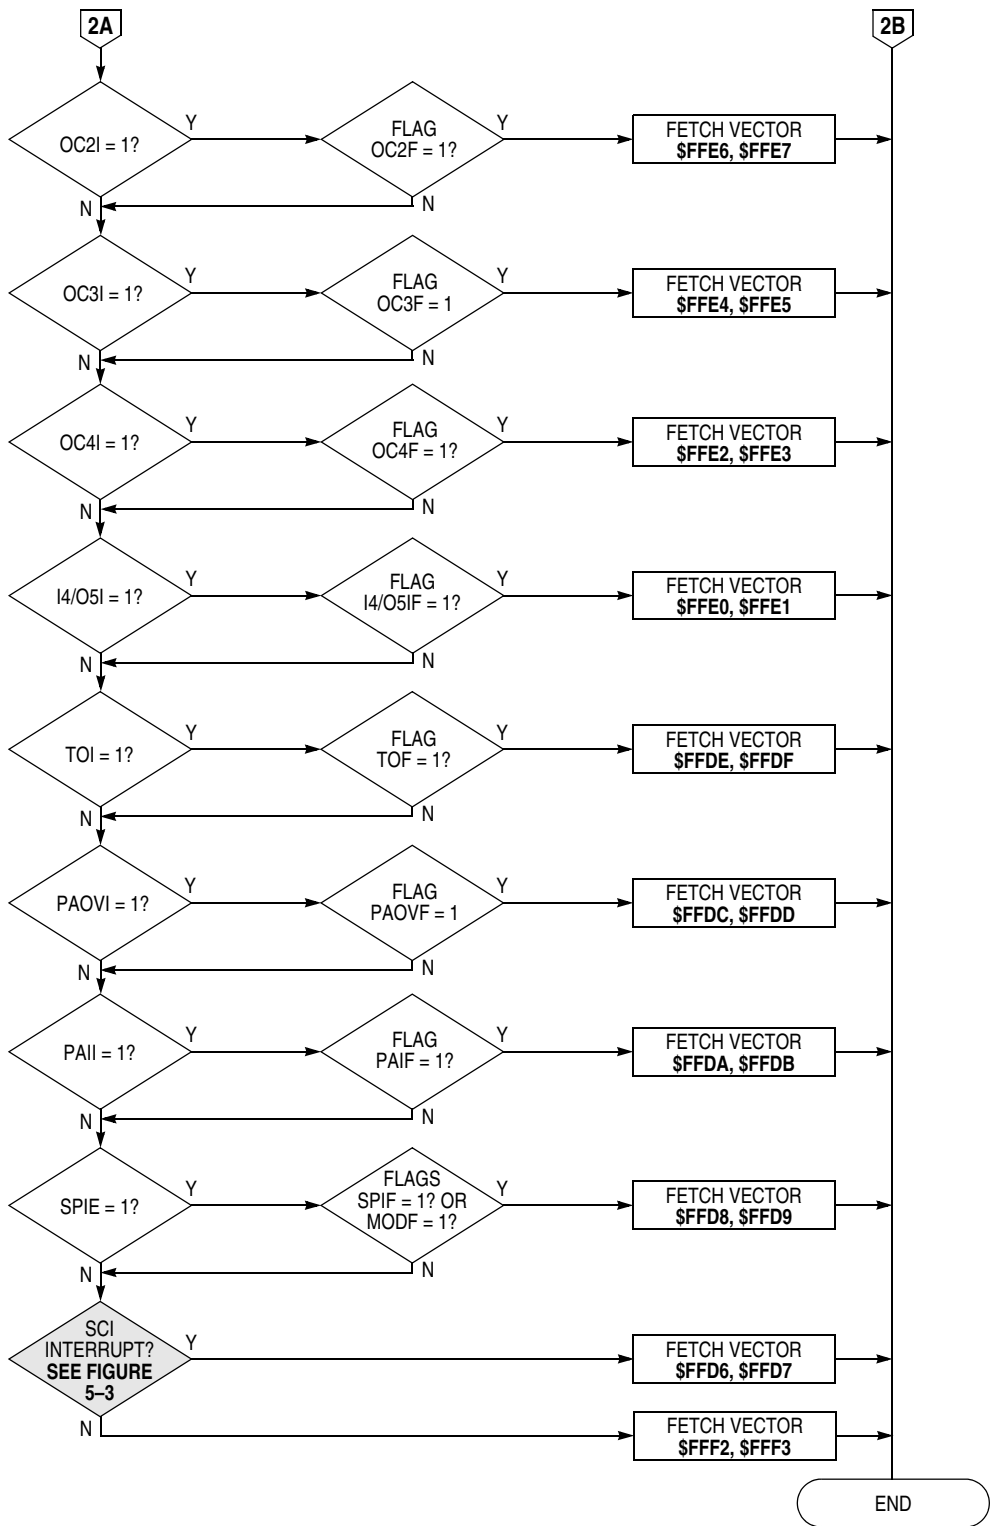 2A
2B
OC2I = 1?
Y
FLAG
OC2F = 1?
Y
FETCH VECTOR
$FFE6, $FFE7
N
N
OC3I = 1?
Y
FLAG
OC3F = 1
Y
FETCH VECTOR
$FFE4, $FFE5
N
N
OC4I = 1?
Y
FLAG
OC4F = 1?
Y
FETCH VECTOR
$FFE2, $FFE3
N
N
I4/O5I = 1?
Y
FLAG
I4/O5IF = 1?
Y
FETCH VECTOR
$FFE0, $FFE1
N
N
TOI = 1?
Y
FLAG
TOF = 1?
Y
FETCH VECTOR
$FFDE, $FFDF
N
N
PAOVI = 1?
Y
FLAG
PAOVF = 1
Y
FETCH VECTOR
$FFDC, $FFDD
N
N
PAII = 1?
Y
FLAG
PAIF = 1?
Y
FETCH VECTOR
$FFDA, $FFDB
N
N
SPIE = 1?
Y
FLAGS
SPIF = 1? OR
MODF = 1?
Y
FETCH VECTOR
$FFD8, $FFD9
N
N
SCI
INTERRUPT?
SEE FIGURE
5–3
Y
FETCH VECTOR
$FFD6, $FFD7
N
FETCH VECTOR
$FFF2, $FFF3
END